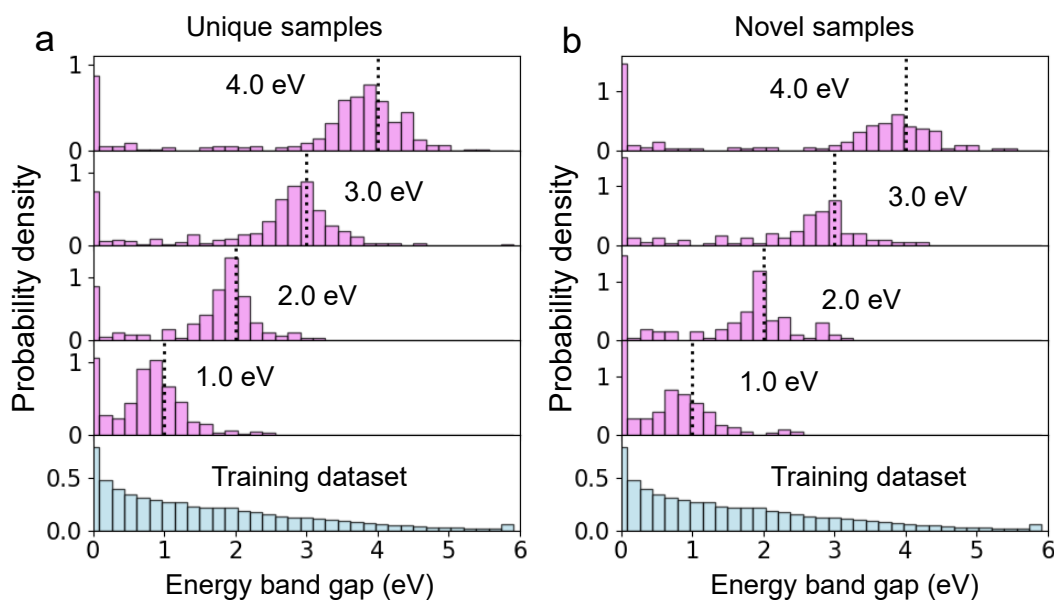 a
Unique samples
Probability density
1
0
4.0 eV
1
0
3.0 eV
1
0
2.0 eV
1
0
1.0 eV
0.5
0.0
Training dataset
0 1 2 3 4 5 6
Energy band gap (eV)
b
Novel samples
Probability density
1
0
4.0 eV
1
0
3.0 eV
1
0
2.0 eV
1
0
1.0 eV
0.5
0.0
Training dataset
0 1 2 3 4 5 6
Energy band gap (eV)